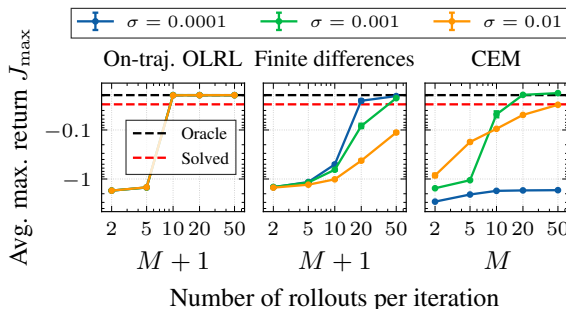 σ = 0.0001 σ = 0.001 σ = 0.01
On-traj. OLRL Finite differences CEM
Avg. max. return J_max
−0.1
−1
Oracle
Solved
2 5 10 20 50 2 5 10 20 50 2 5 10 20 50
M + 1 M + 1 M
Number of rollouts per iteration